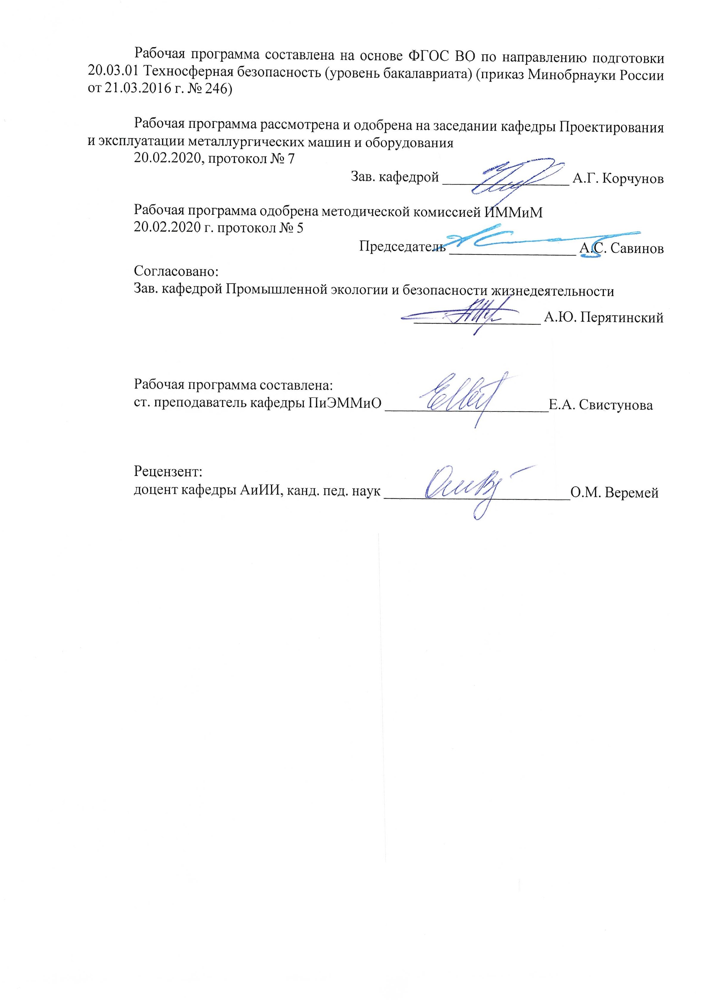 Рабочая программа составлена на основе ФГОС ВО по направлению подготовки
20.03.01 Техносферная безопасность (уровень бакалавриата) (приказ Минобрнауки России
от 21.03.2016 г. № 246)
Рабочая программа рассмотрена и одобрена на заседании кафедры Проектирования
и эксплуатации металлургических машин и оборудования
20.02.2020, протокол № 7
Зав. кафедрой _________________ А.Г. Корчунов
Рабочая программа одобрена методической комиссией ИММиМ
20.02.2020 г. протокол № 5
Председатель _________________ А.С. Савинов
Согласовано:
Зав. кафедрой Промышленной экологии и безопасности жизнедеятельности
_________________ А.Ю. Перятинский
Рабочая программа составлена:
ст. преподаватель кафедры ПиЭММиО ______________________Е.А. Свистунова
Рецензент:
доцент кафедры АиИИ, канд. пед. наук _________________________О.М. Веремей